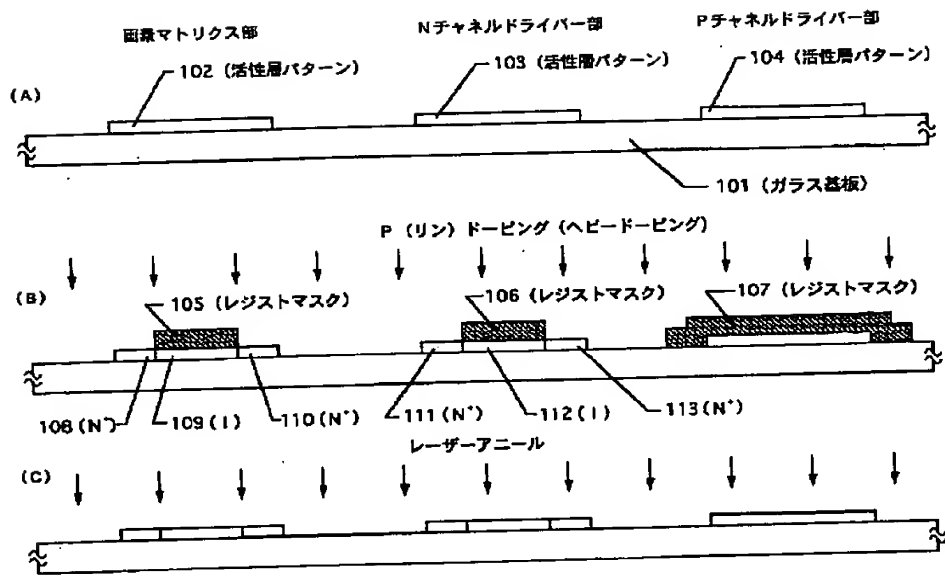 画素マトリクス部
Nチャネルドライバー部
Pチャネルドライバー部
102(活性層パターン)
103(活性層パターン)
104(活性層パターン)
(A)
101(ガラス基板)
P(リン)ドーピング(ヘビードーピング)
(B)
105(レジストマスク)
106(レジストマスク)
107(レジストマスク)
108(N⁺)
109(I)
110(N⁺)
111(N⁺)
112(I)
113(N⁺)
レーザーアニール
(C)